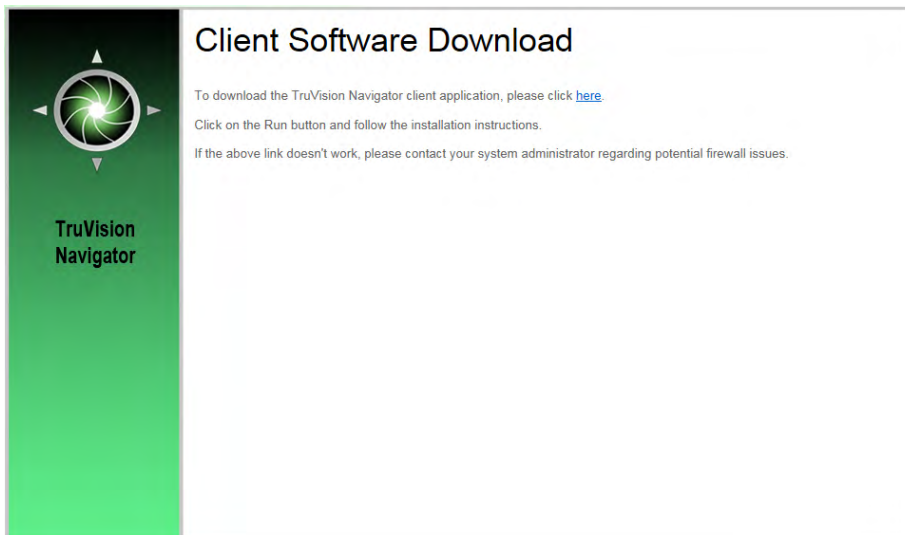 Client Software Download
To download the TruVision Navigator client application, please click here.
Click on the Run button and follow the installation instructions.
If the above link doesn't work, please contact your system administrator regarding potential firewall issues.
TruVision
Navigator